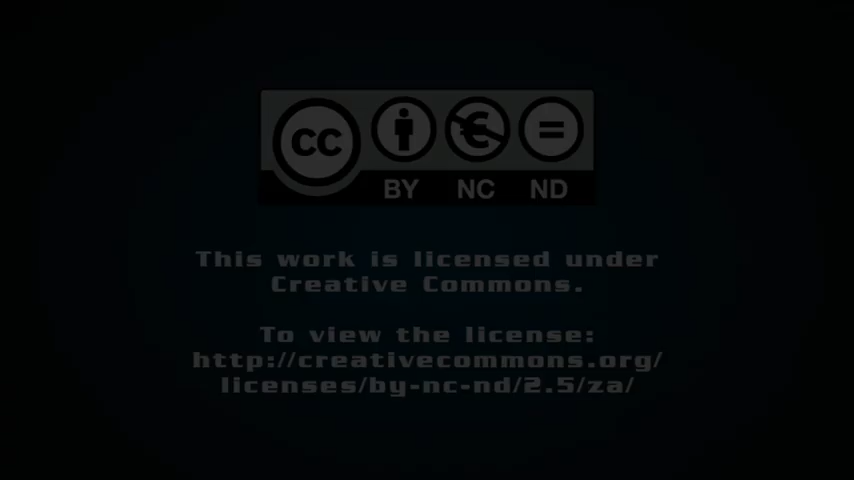 CC
BY NC ND
This work is licensed under
Creative Commons.
To view the license:
http://creativecommons.org/
licenses/by-nc-nd/2.5/za/